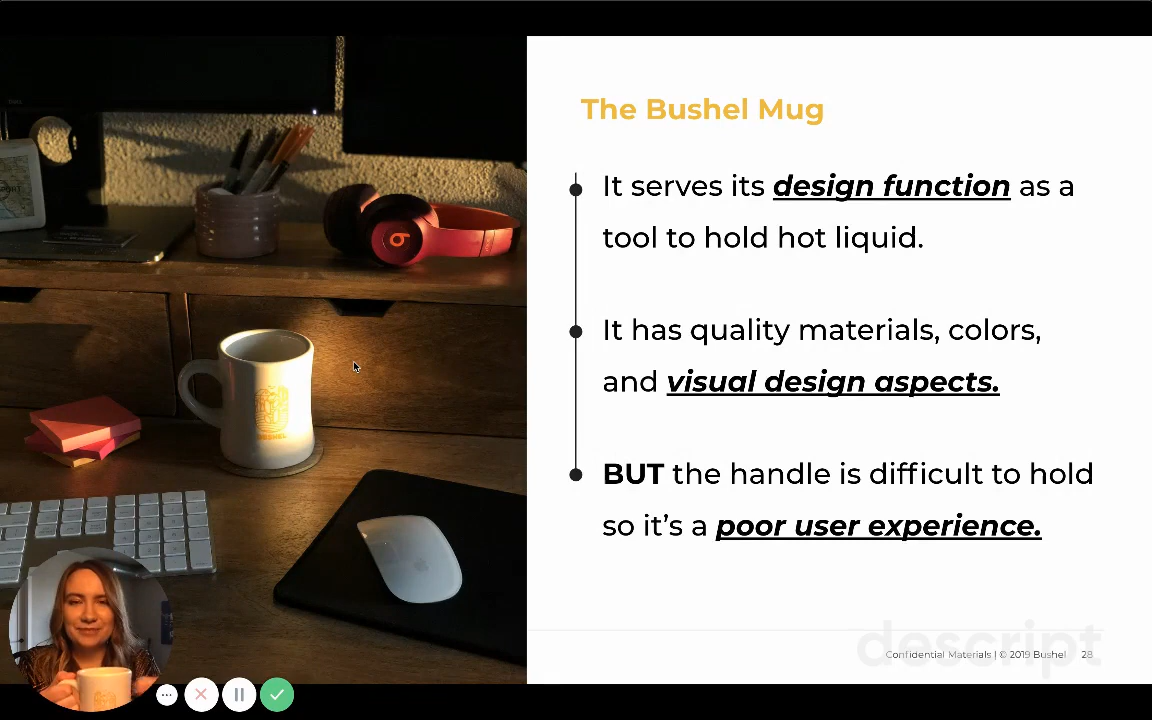 The Bushel Mug
It serves its design function as a
tool to hold hot liquid.
It has quality materials, colors,
and visual design aspects.
BUT the handle is difficult to hold
so it’s a poor user experience.
BUSHEL
descript
Confidential Materials | © 2019 Bushel 28